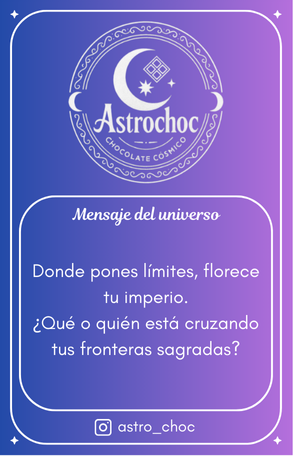 Astrochoc
CHOCOLATE CÓSMICO
Mensaje del universo
Donde pones límites, florece
tu imperio.
¿Qué o quién está cruzando
tus fronteras sagradas?
astro_choc